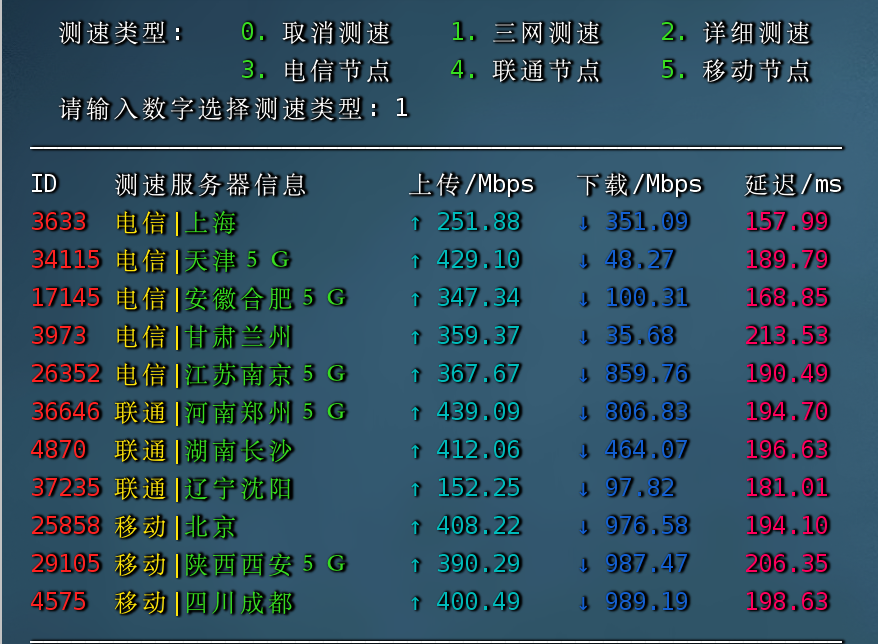 测速类型: 0. 取消测速 1. 三网测速 2. 详细测速
3. 电信节点 4. 联通节点 5. 移动节点
请输入数字选择测速类型: 1
ID 测速服务器信息 上传/Mbps 下载/Mbps 延迟/ms
3633 电信|上海 ↑ 251.88 ↓ 351.09 157.99
34115 电信|天津5G ↑ 429.10 ↓ 48.27 189.79
17145 电信|安徽合肥5G ↑ 347.34 ↓ 100.31 168.85
3973 电信|甘肃兰州 ↑ 359.37 ↓ 35.68 213.53
26352 电信|江苏南京5G ↑ 367.67 ↓ 859.76 190.49
36646 联通|河南郑州5G ↑ 439.09 ↓ 806.83 194.70
4870 联通|湖南长沙 ↑ 412.06 ↓ 464.07 196.63
37235 联通|辽宁沈阳 ↑ 152.25 ↓ 97.82 181.01
25858 移动|北京 ↑ 408.22 ↓ 976.58 194.10
29105 移动|陕西西安5G ↑ 390.29 ↓ 987.47 206.35
4575 移动|四川成都 ↑ 400.49 ↓ 989.19 198.63